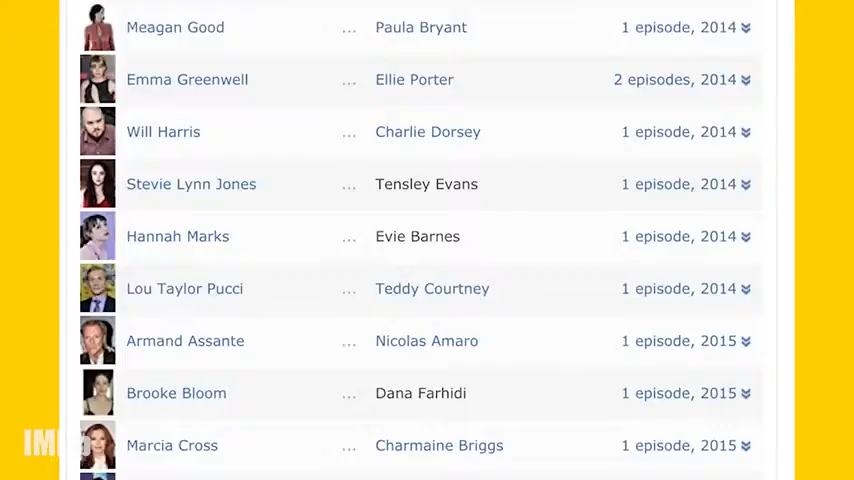 Meagan Good ... Paula Bryant 1 episode, 2014
Emma Greenwell ... Ellie Porter 2 episodes, 2014
Will Harris ... Charlie Dorsey 1 episode, 2014
Stevie Lynn Jones ... Tensley Evans 1 episode, 2014
Hannah Marks ... Evie Barnes 1 episode, 2014
Lou Taylor Pucci ... Teddy Courtney 1 episode, 2014
Armand Assante ... Nicolas Amaro 1 episode, 2015
Brooke Bloom ... Dana Farhidi 1 episode, 2015
Marcia Cross ... Charmaine Briggs 1 episode, 2015